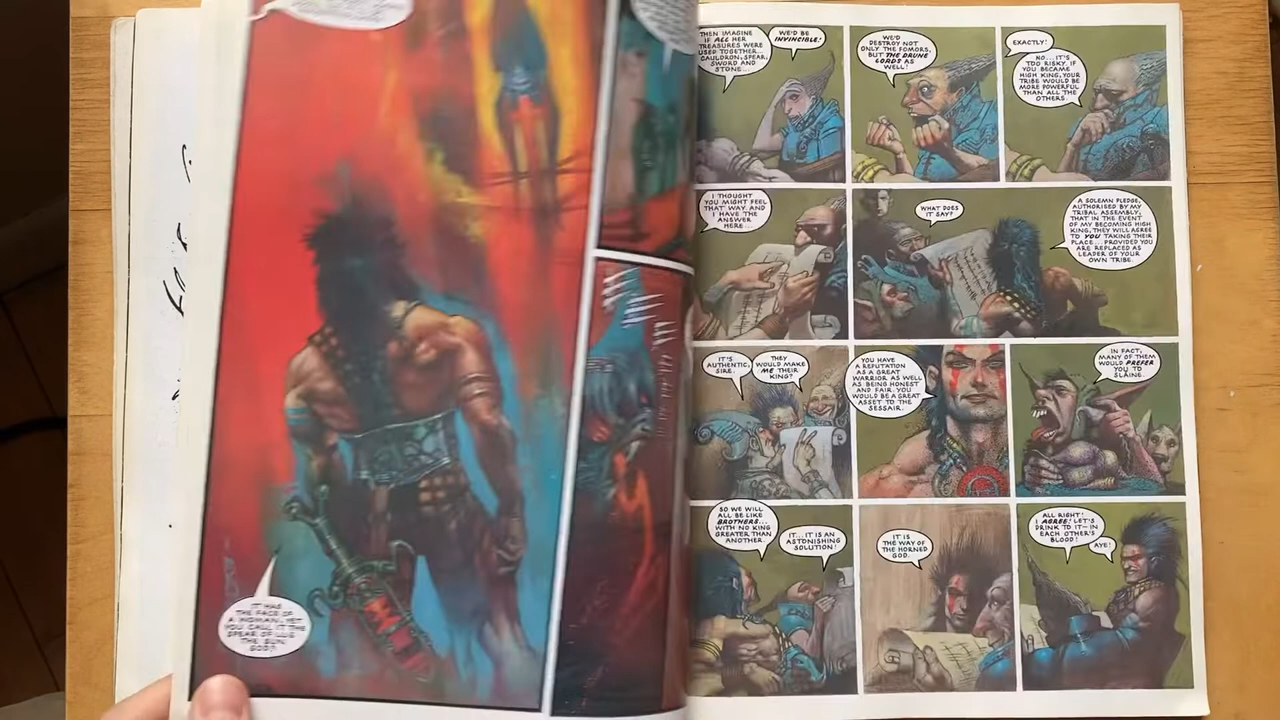 IT HAS
THE FACE OF
A WOMAN, YET
YOU CALL IT THE
SPEAR OF LUG
THE SUN
GOD?
THEN IMAGINE
IF ALL HER
TREASURES WERE
USED TOGETHER...
CAULDRON, SPEAR,
SWORD AND
STONE...
WE'D BE
INVINCIBLE!
WE'D
DESTROY NOT
ONLY THE FOMORS,
BUT THE DRUNE
LORDS AS
WELL!
EXACTLY!
NO... IT'S
TOO RISKY. IF
YOU BECAME
HIGH KING, YOUR
TRIBE WOULD BE
MORE POWERFUL
THAN ALL THE
OTHERS.
I THOUGHT
YOU MIGHT FEEL
THAT WAY AND
I HAVE THE
ANSWER
HERE...
WHAT DOES
IT SAY?
A SOLEMN PLEDGE,
AUTHORISED BY MY
TRIBAL ASSEMBLY,
THAT IN THE EVENT
OF MY BECOMING HIGH
KING, THEY WILL AGREE
TO YOU TAKING THEIR
PLACE... PROVIDED YOU
ARE REPLACED AS
LEADER OF YOUR
OWN TRIBE.
IT'S
AUTHENTIC,
SIRE.
THEY
WOULD MAKE
ME THEIR
KING?
YOU HAVE
A REPUTATION
AS A GREAT
WARRIOR AS WELL
AS BEING HONEST
AND FAIR. YOU
WOULD BE A GREAT
ASSET TO THE
SESSAIR.
IN FACT,
MANY OF THEM
WOULD PREFER
YOU TO
SLAINE.
SO WE WILL
ALL BE LIKE
BROTHERS...
WITH NO KING
GREATER THAN
ANOTHER.
IT... IT IS AN
ASTONISHING
SOLUTION!
IT IS
THE WAY OF
THE HORNED
GOD.
ALL RIGHT!
I AGREE! LET'S
DRINK TO IT— IN
EACH OTHER'S
BLOOD!
AYE!